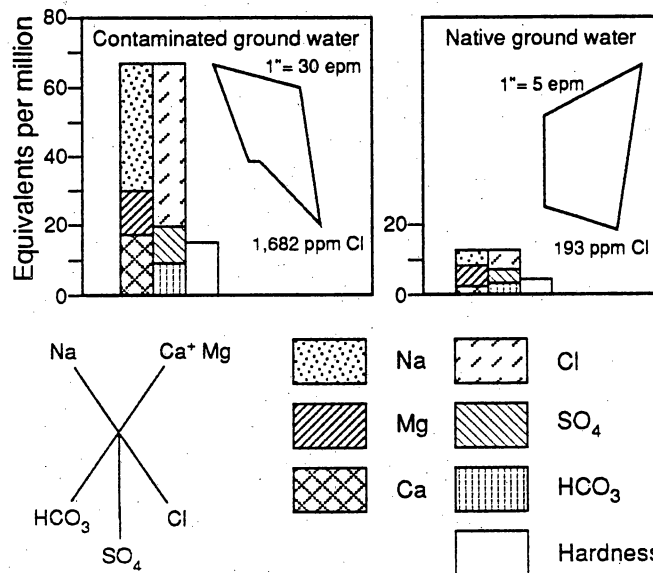 Equivalents per million
80
60
40
20
0
Contaminated ground water
1"= 30 epm
1,682 ppm Cl
Native ground water
1"= 5 epm
20
0
193 ppm Cl
Na
Ca+ Mg
HCO3
SO4
Cl
Na
Cl
Mg
SO4
Ca
HCO3
Hardness